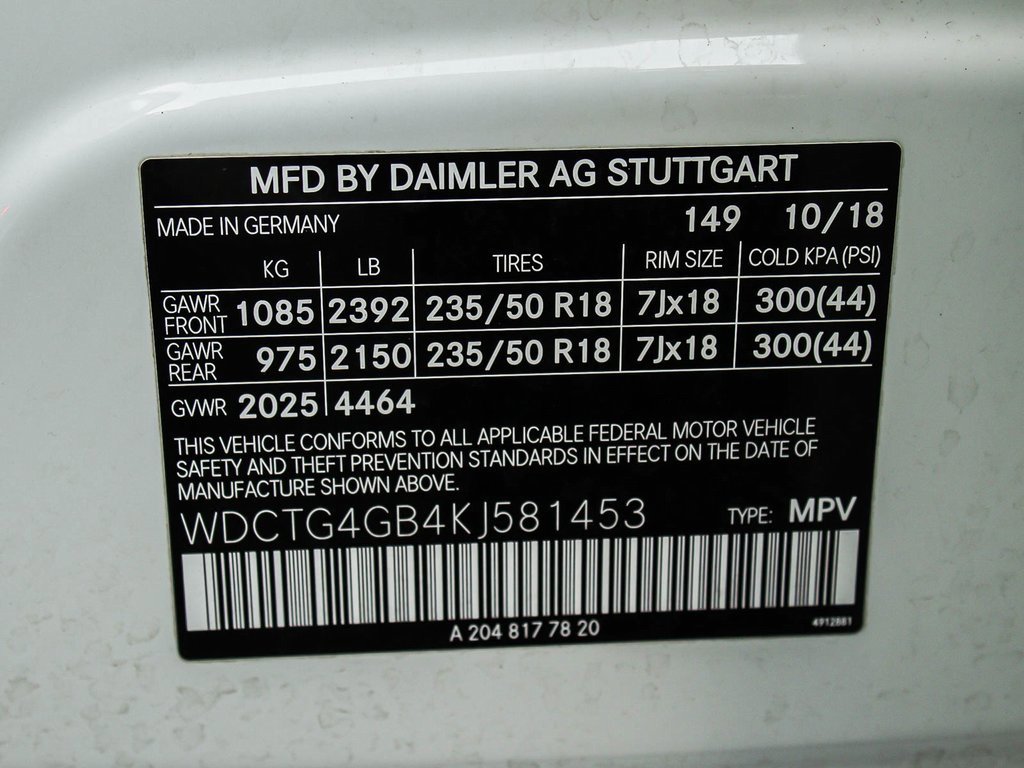 MFD BY DAIMLER AG STUTTGART
MADE IN GERMANY 149 10/18
KG LB TIRES RIM SIZE COLD KPA (PSI)
GAWR FRONT 1085 2392 235/50 R18 7Jx18 300(44)
GAWR REAR 975 2150 235/50 R18 7Jx18 300(44)
GVWR 2025 4464
THIS VEHICLE CONFORMS TO ALL APPLICABLE FEDERAL MOTOR VEHICLE
SAFETY AND THEFT PREVENTION STANDARDS IN EFFECT ON THE DATE OF
MANUFACTURE SHOWN ABOVE.
WDCTG4GB4KJ581453 TYPE: MPV
A 204 817 78 20 4912881